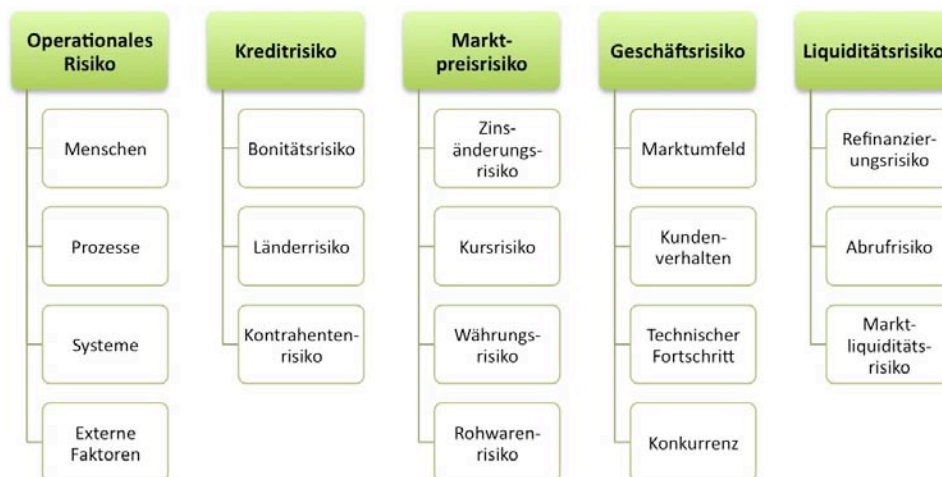 Operationales
Risiko
Menschen
Prozesse
Systeme
Externe
Faktoren
Kreditrisiko
Bonitätsrisiko
Länderrisiko
Kontrahenten-
risiko
Markt-
preisrisiko
Zins-
änderungs-
risiko
Kursrisiko
Währungs-
risiko
Rohwaren-
risiko
Geschäftsrisiko
Marktumfeld
Kunden-
verhalten
Technischer
Fortschritt
Konkurrenz
Liquiditätsrisiko
Refinanzier-
ungsrisiko
Abrufrisiko
Markt-
liquiditäts-
risiko